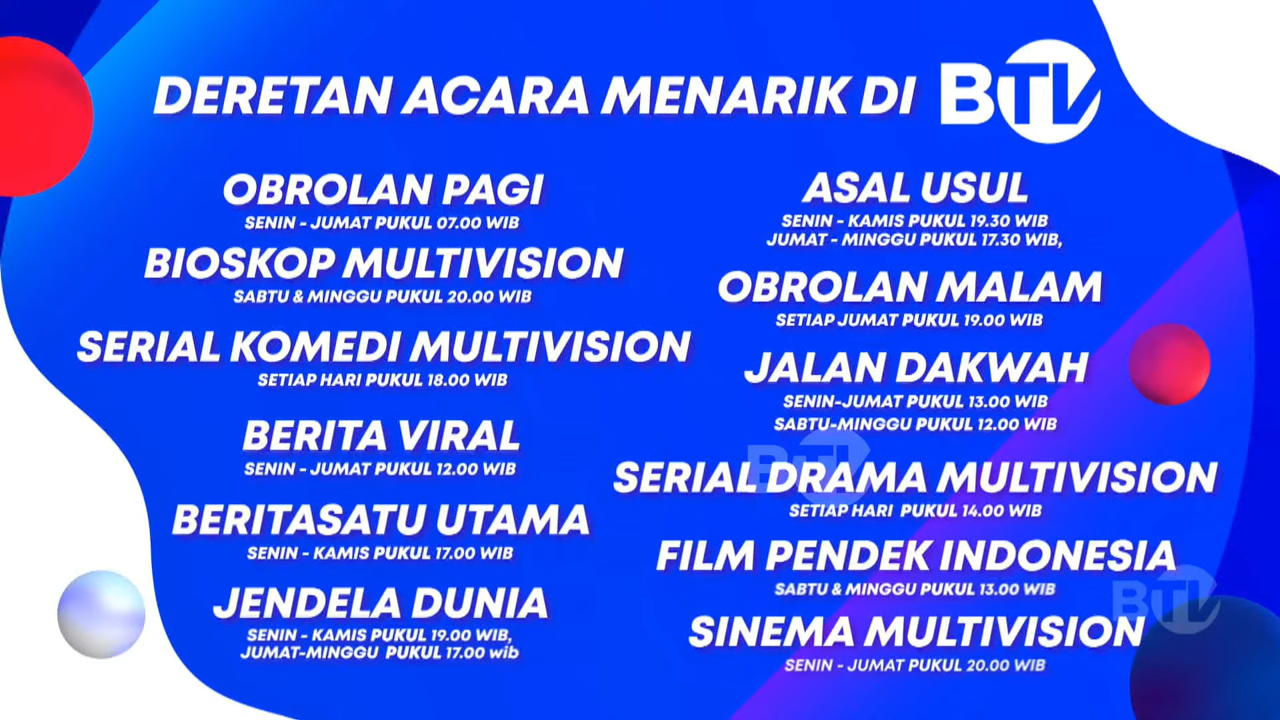 DERETAN ACARA MENARIK DI BTV
OBROLAN PAGI
SENIN - JUMAT PUKUL 07.00 WIB
BIOSKOP MULTIVISION
SABTU & MINGGU PUKUL 20.00 WIB
SERIAL KOMEDI MULTIVISION
SETIAP HARI PUKUL 18.00 WIB
BERITA VIRAL
SENIN - JUMAT PUKUL 12.00 WIB
BERITASATU UTAMA
SENIN - KAMIS PUKUL 17.00 WIB
JENDELA DUNIA
SENIN - KAMIS PUKUL 19.00 WIB,
JUMAT-MINGGU PUKUL 17.00 wib
ASAL USUL
SENIN - KAMIS PUKUL 19.30 WIB
JUMAT - MINGGU PUKUL 17.30 WIB,
OBROLAN MALAM
SETIAP JUMAT PUKUL 19.00 WIB
JALAN DAKWAH
SENIN-JUMAT PUKUL 13.00 WIB
SABTU-MINGGU PUKUL 12.00 WIB
BTV
SERIAL DRAMA MULTIVISION
SETIAP HARI PUKUL 14.00 WIB
FILM PENDEK INDONESIA
SABTU & MINGGU PUKUL 13.00 WIB
BTV
SINEMA MULTIVISION
SENIN - JUMAT PUKUL 20.00 WIB